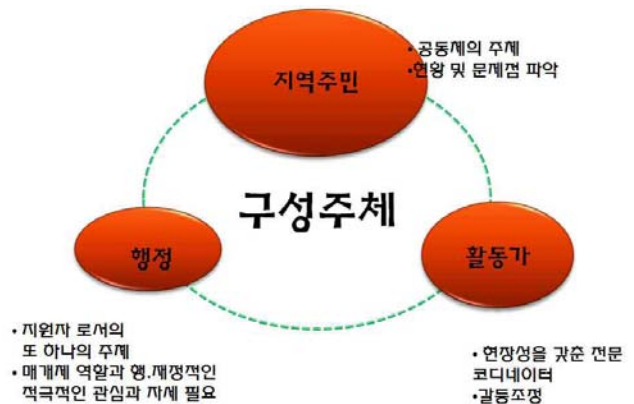 지역주민
• 공동체의 주체
•현황 및 문제점 파악
구성주체
행정
활동가
• 지원자 로서의
또 하나의 주체
• 매개체 역할과 행.재정적인
적극적인 관심과 자세 필요
• 현장성을 갖춘 전문
코디네이터
•갈등조정